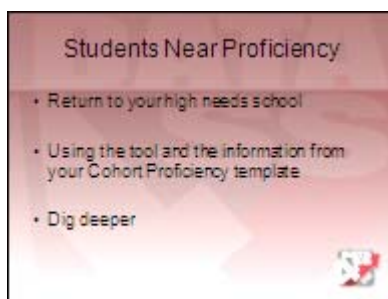 Students Near Proficiency
• Return to your high needs school
• Using the tool and the information from
your Cohort Proficiency template
• Dig deeper